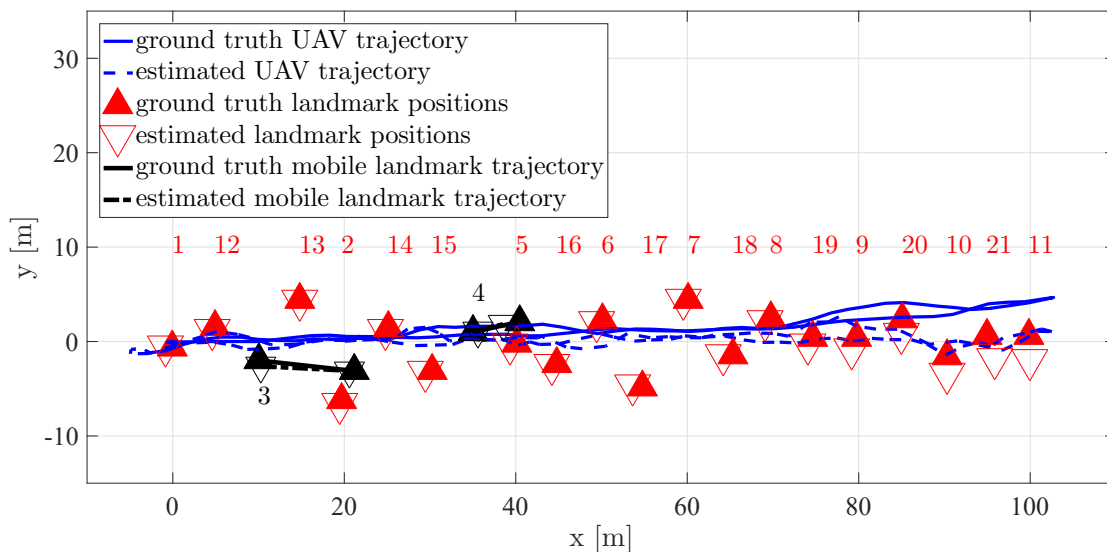 ground truth UAV trajectory
estimated UAV trajectory
ground truth landmark positions
estimated landmark positions
ground truth mobile landmark trajectory
estimated mobile landmark trajectory
30
20
10
0
-10
y [m]
1 12 13 2 14 15 5 16 6 17 7 18 8 19 9 20 10 21 11
4
3
0 20 40 60 80 100
x [m]